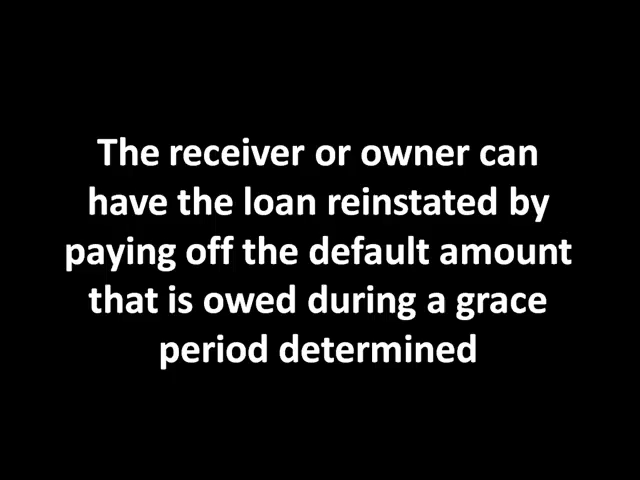 The receiver or owner can
have the loan reinstated by
paying off the default amount
that is owed during a grace
period determined